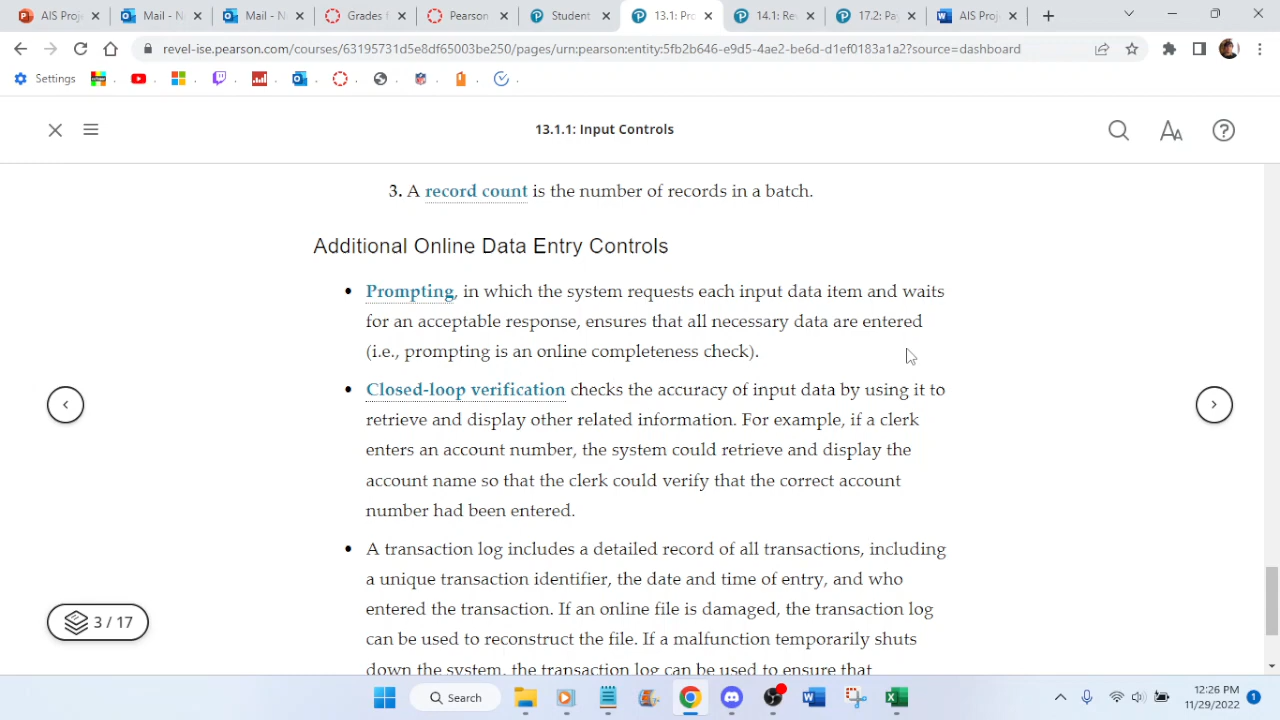 AIS Proj
Mail - N
Mail - N
Grades f
Pearson
Student
13.1: Pro
14.1: Re
17.2: Pa
AIS Proj
revel-ise.pearson.com/courses/63195731d5e8df65003be250/pages/urn:pearson:entity:5fb2b646-e9d5-4ae2-be6d-d1ef0183a1a2?source=dashboard
Settings
13.1.1: Input Controls
3. A record count is the number of records in a batch.
Additional Online Data Entry Controls
• Prompting, in which the system requests each input data item and waits
for an acceptable response, ensures that all necessary data are entered
(i.e., prompting is an online completeness check).
• Closed-loop verification checks the accuracy of input data by using it to
retrieve and display other related information. For example, if a clerk
enters an account number, the system could retrieve and display the
account name so that the clerk could verify that the correct account
number had been entered.
• A transaction log includes a detailed record of all transactions, including
a unique transaction identifier, the date and time of entry, and who
entered the transaction. If an online file is damaged, the transaction log
can be used to reconstruct the file. If a malfunction temporarily shuts
down the system, the transaction log can be used to ensure that
3 / 17
Search
12:26 PM
11/29/2022
1